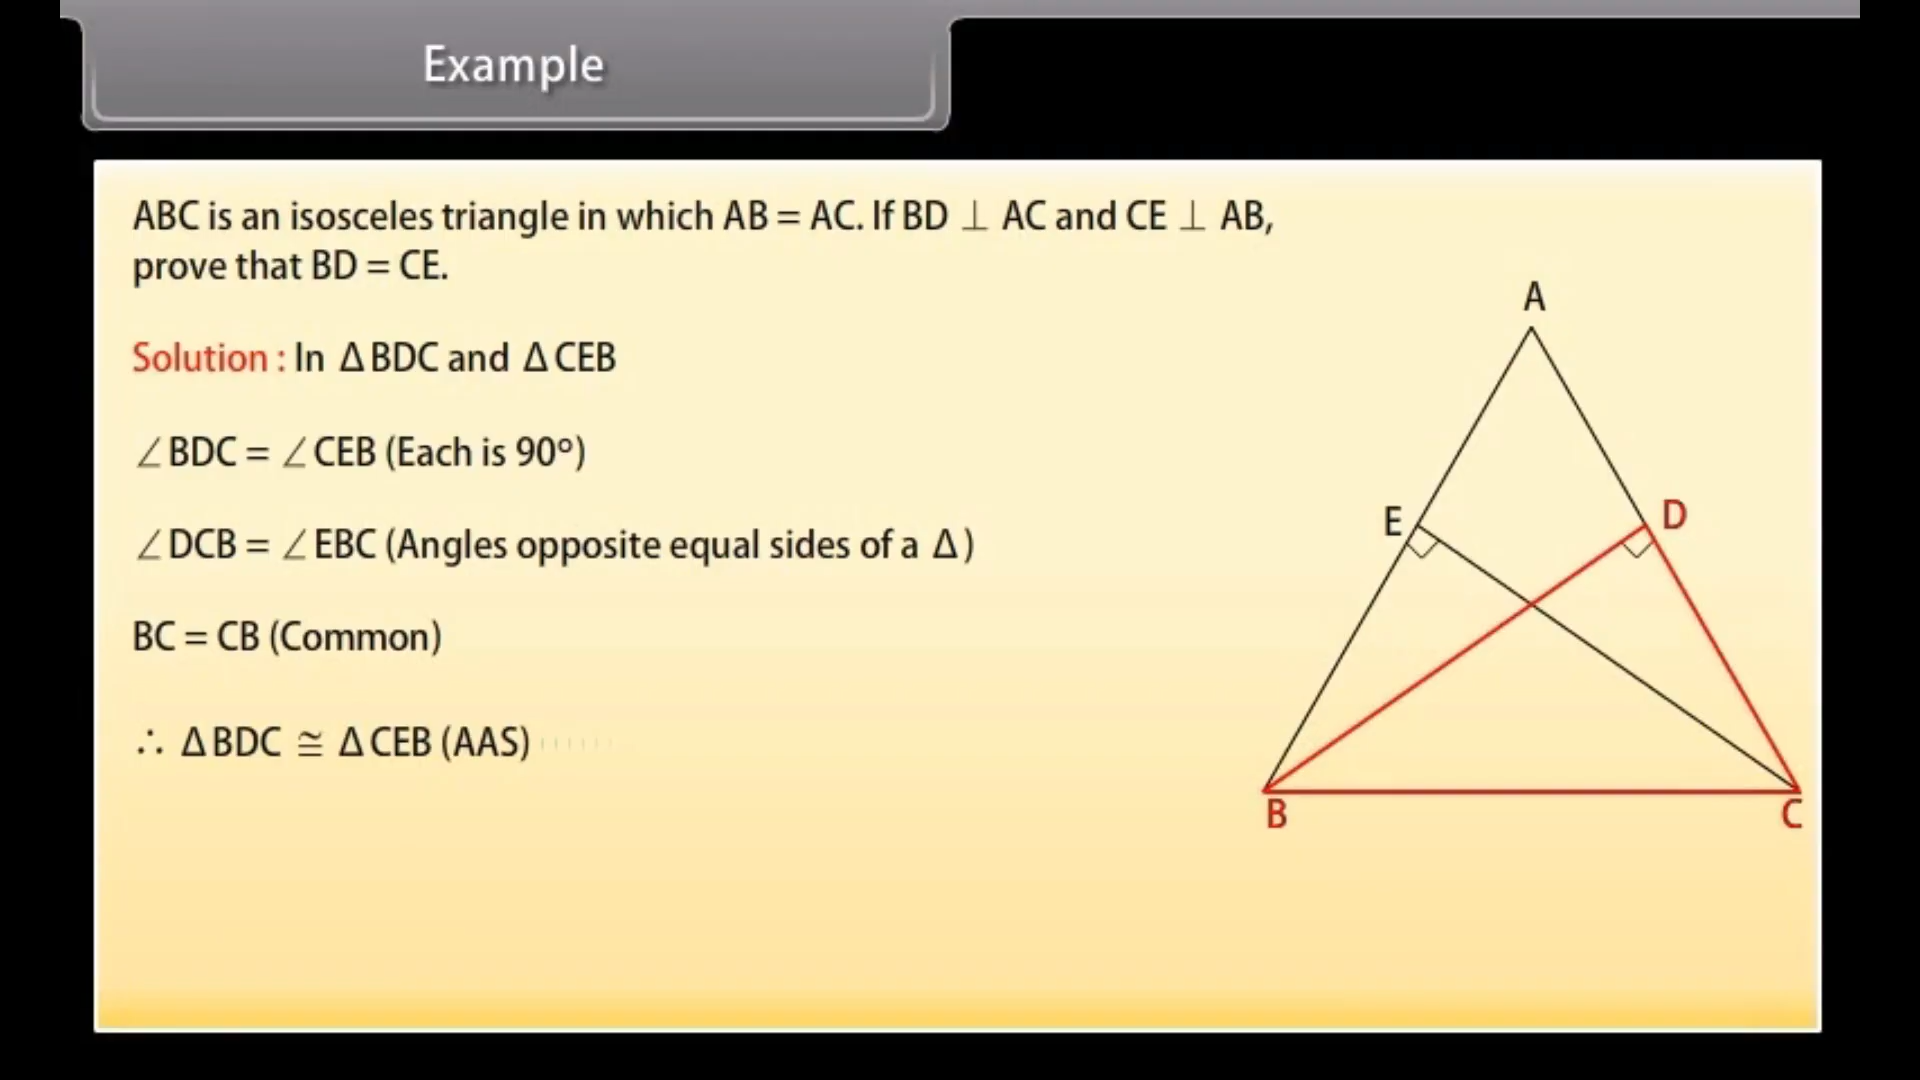 Example
ABC is an isosceles triangle in which AB = AC. If BD ⊥ AC and CE ⊥ AB,
prove that BD = CE.
Solution : In Δ BDC and Δ CEB
∠BDC = ∠CEB (Each is 90°)
∠DCB = ∠EBC (Angles opposite equal sides of a Δ)
BC = CB (Common)
∴ ΔBDC ≅ ΔCEB (AAS)
A
E
D
B
C